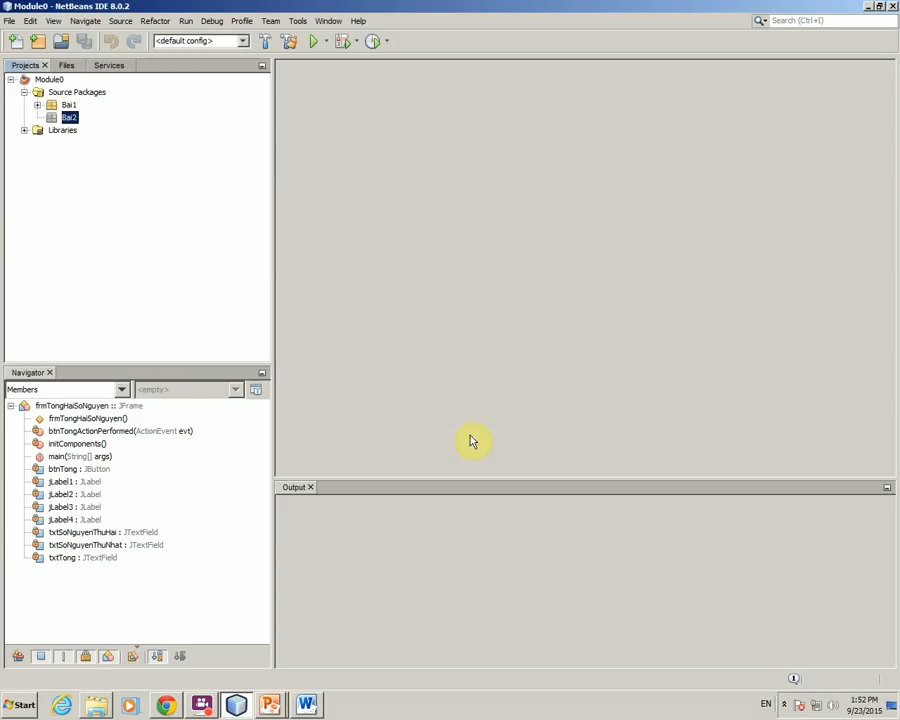 Module0 - NetBeans IDE 8.0.2
File Edit View Navigate Source Refactor Run Debug Profile Team Tools Window Help
Search (Ctrl+I)
<default config>
Projects Files Services
Module0
Source Packages
Bai1
Bai2
Libraries
Navigator
Members
<empty>
frmTongHaiSoNguyen :: JFrame
frmTongHaiSoNguyen()
btnTongActionPerformed(ActionEvent evt)
initComponents()
main(String[] args)
btnTong : JButton
jLabel1 : JLabel
jLabel2 : JLabel
jLabel3 : JLabel
jLabel4 : JLabel
txtSoNguyenThuHai : JTextField
txtSoNguyenThuNhat : JTextField
txtTong : JTextField
Output
1
Start
EN
1:52 PM
9/23/2015